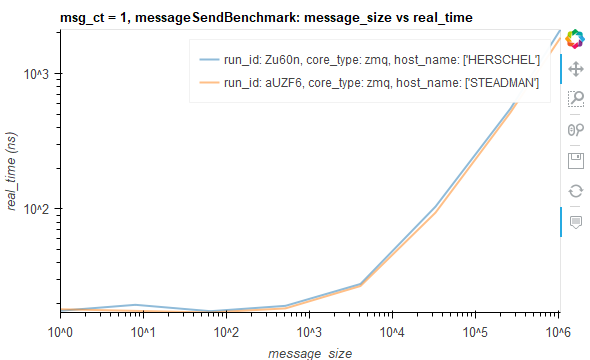 msg_ct = 1, messageSendBenchmark: message_size vs real_time
run_id: Zu60n, core_type: zmq, host_name: ['HERSCHEL']
run_id: aUZF6, core_type: zmq, host_name: ['STEADMAN']
real_time (ns)
10^3
10^2
10^0 10^1 10^2 10^3 10^4 10^5 10^6
message_size